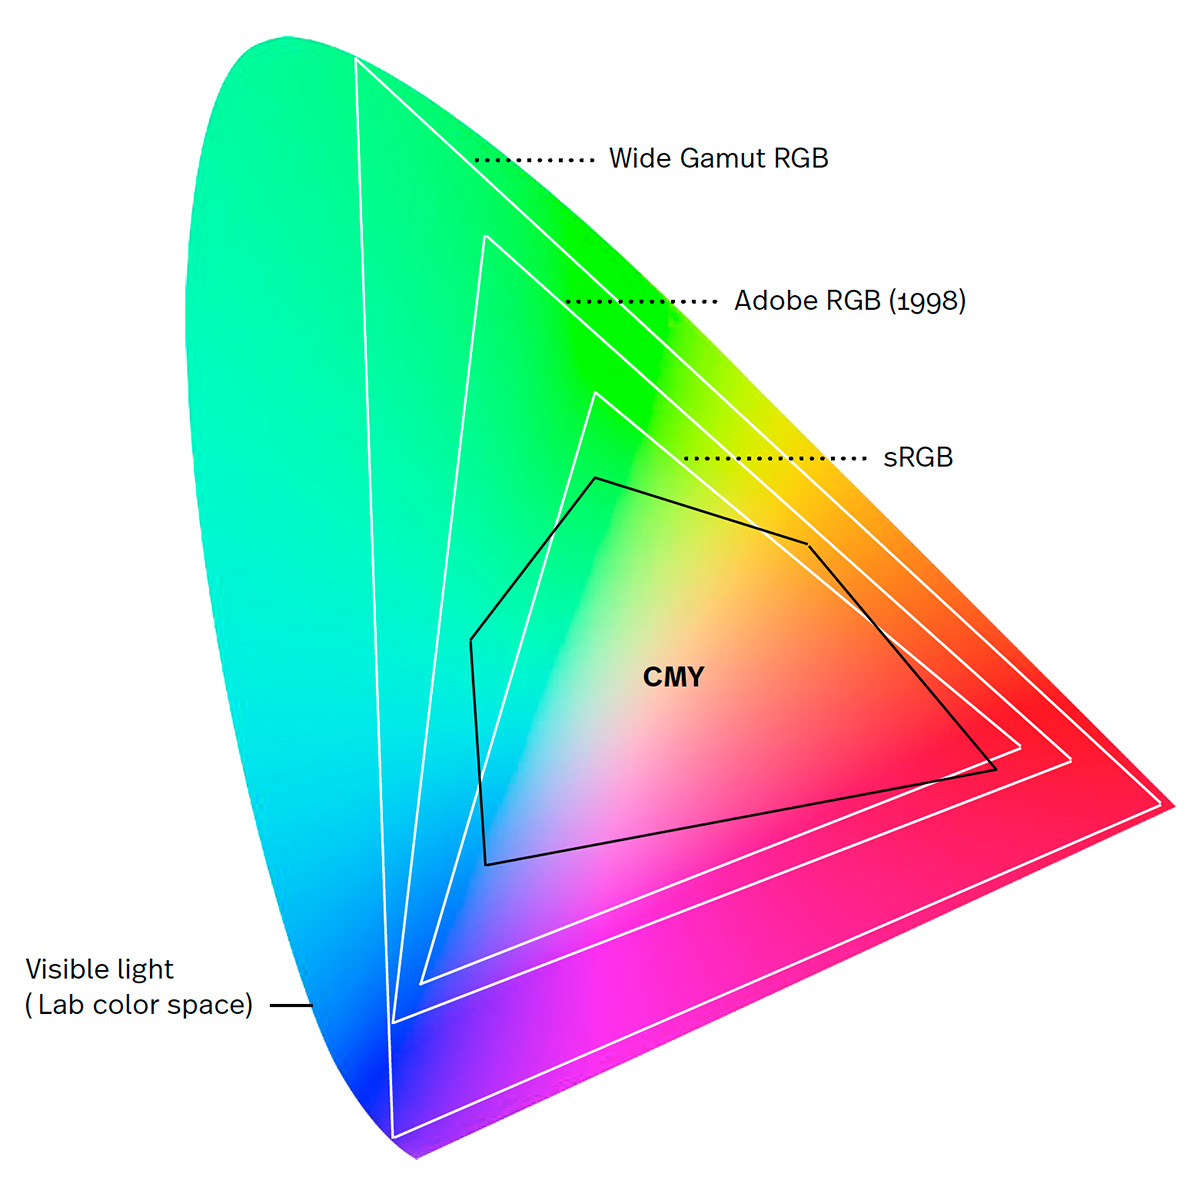 Wide Gamut RGB
Adobe RGB (1998)
sRGB
CMY
Visible light
(Lab color space)